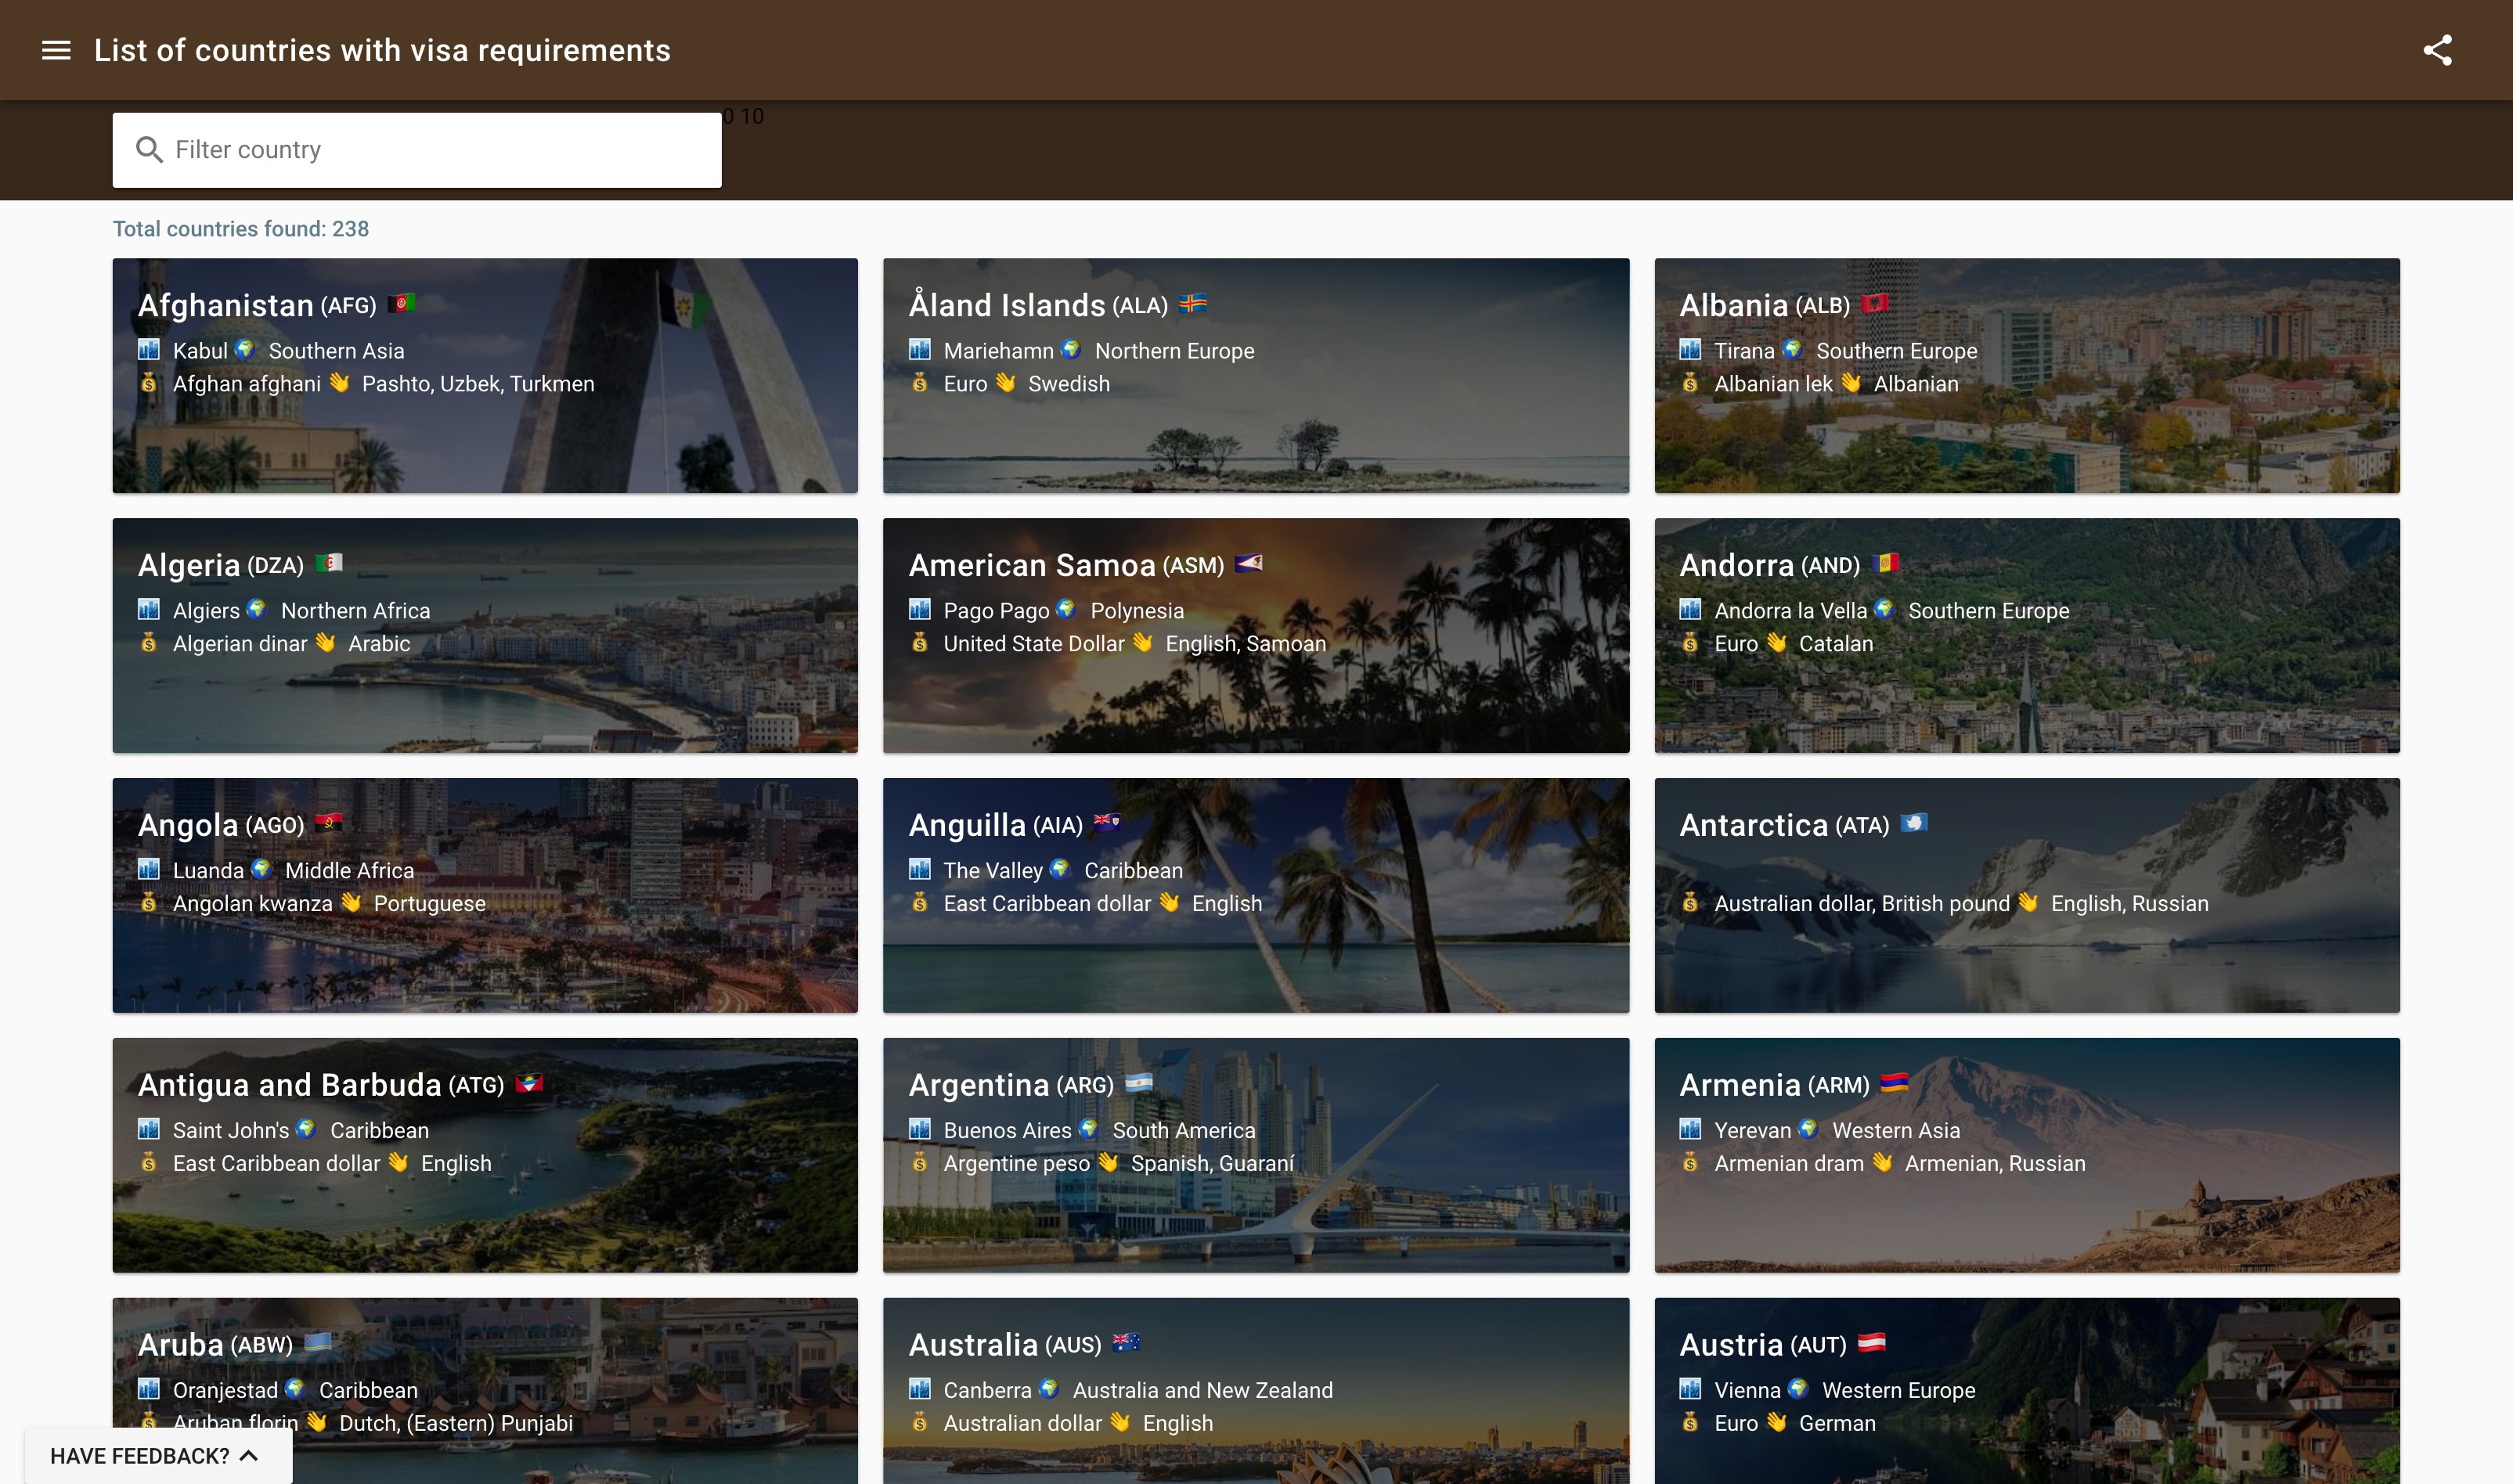 List of countries with visa requirements
0 10
Filter country
Total countries found: 238
Afghanistan (AFG)
Kabul Southern Asia
Afghan afghani Pashto, Uzbek, Turkmen
Åland Islands (ALA)
Mariehamn Northern Europe
Euro Swedish
Albania (ALB)
Tirana Southern Europe
Albanian lek Albanian
Algeria (DZA)
Algiers Northern Africa
Algerian dinar Arabic
American Samoa (ASM)
Pago Pago Polynesia
United State Dollar English, Samoan
Andorra (AND)
Andorra la Vella Southern Europe
Euro Catalan
Angola (AGO)
Luanda Middle Africa
Angolan kwanza Portuguese
Anguilla (AIA)
The Valley Caribbean
East Caribbean dollar English
Antarctica (ATA)
Australian dollar, British pound English, Russian
Antigua and Barbuda (ATG)
Saint John's Caribbean
East Caribbean dollar English
Argentina (ARG)
Buenos Aires South America
Argentine peso Spanish, Guaraní
Armenia (ARM)
Yerevan Western Asia
Armenian dram Armenian, Russian
Aruba (ABW)
Oranjestad Caribbean
Aruban florin Dutch, (Eastern) Punjabi
Australia (AUS)
Canberra Australia and New Zealand
Australian dollar English
Austria (AUT)
Vienna Western Europe
Euro German
HAVE FEEDBACK?